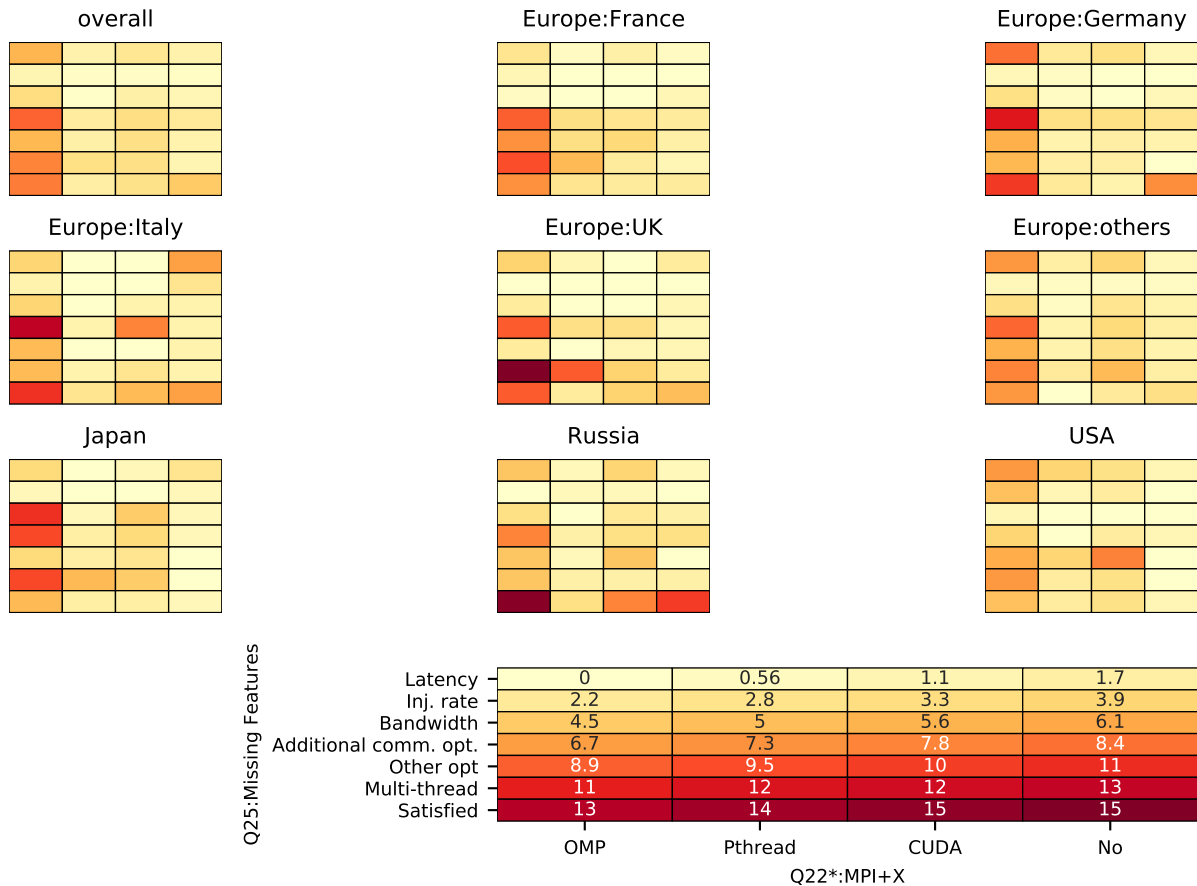 overall
Europe:France
Europe:Germany
Europe:Italy
Europe:UK
Europe:others
Japan
Russia
USA
Q25:Missing Features
Latency 0 0.56 1.1 1.7
Inj. rate 2.2 2.8 3.3 3.9
Bandwidth 4.5 5 5.6 6.1
Additional comm. opt. 6.7 7.3 7.8 8.4
Other opt 8.9 9.5 10 11
Multi-thread 11 12 12 13
Satisfied 13 14 15 15
OMP Pthread CUDA No
Q22*:MPI+X